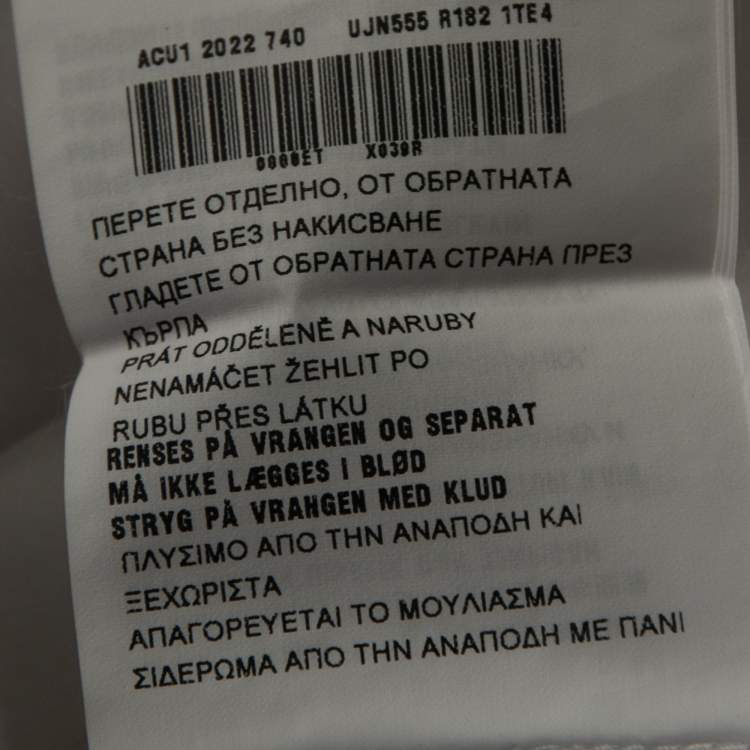 ACU1 2022 740 UJN555 R182 1TE4
0000ET X039R
ПЕРЕТЕ ОТДЕЛНО, ОТ ОБРАТНАТА
СТРАНА БЕЗ НАКИСВАНЕ
ГЛАДЕТЕ ОТ ОБРАТНАТА СТРАНА ПРЕЗ
КЪРПА
PRÁT ODDĚLENĚ A NARUBY
NENAMÁČET ŽEHLIT PO
RUBU PŘES LÁTKU
RENSES PÅ VRANGEN OG SEPARAT
MÅ IKKE LÆGGES I BLØD
STRYG PÅ VRANGEN MED KLUD
ΠΛΥΣΙΜΟ ΑΠΟ ΤΗΝ ΑΝΑΠΟΔΗ ΚΑΙ
ΞΕΧΩΡΙΣΤΑ
ΑΠΑΓΟΡΕΥΕΤΑΙ ΤΟ ΜΟΥΛΙΑΣΜΑ
ΣΙΔΕΡΩΜΑ ΑΠΟ ΤΗΝ ΑΝΑΠΟΔΗ ΜΕ ΠΑΝΙ